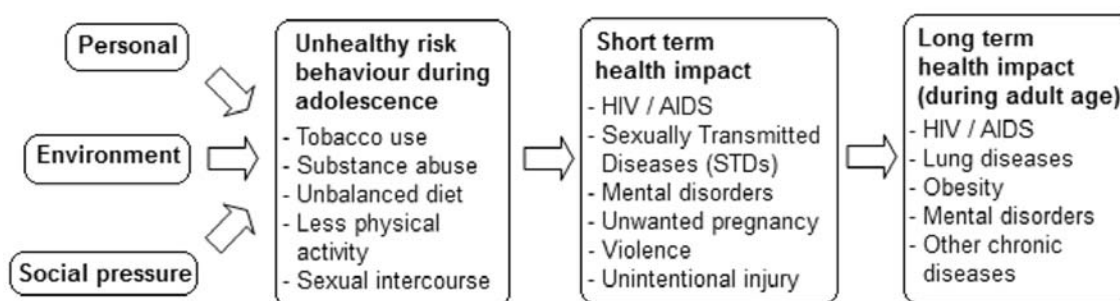 Personal
Environment
Social pressure
Unhealthy risk
behaviour during
adolescence
- Tobacco use
- Substance abuse
- Unbalanced diet
- Less physical
activity
- Sexual intercourse
Short term
health impact
- HIV / AIDS
- Sexually Transmitted
Diseases (STDs)
- Mental disorders
- Unwanted pregnancy
- Violence
- Unintentional injury
Long term
health impact
(during adult age)
- HIV / AIDS
- Lung diseases
- Obesity
- Mental disorders
- Other chronic
diseases